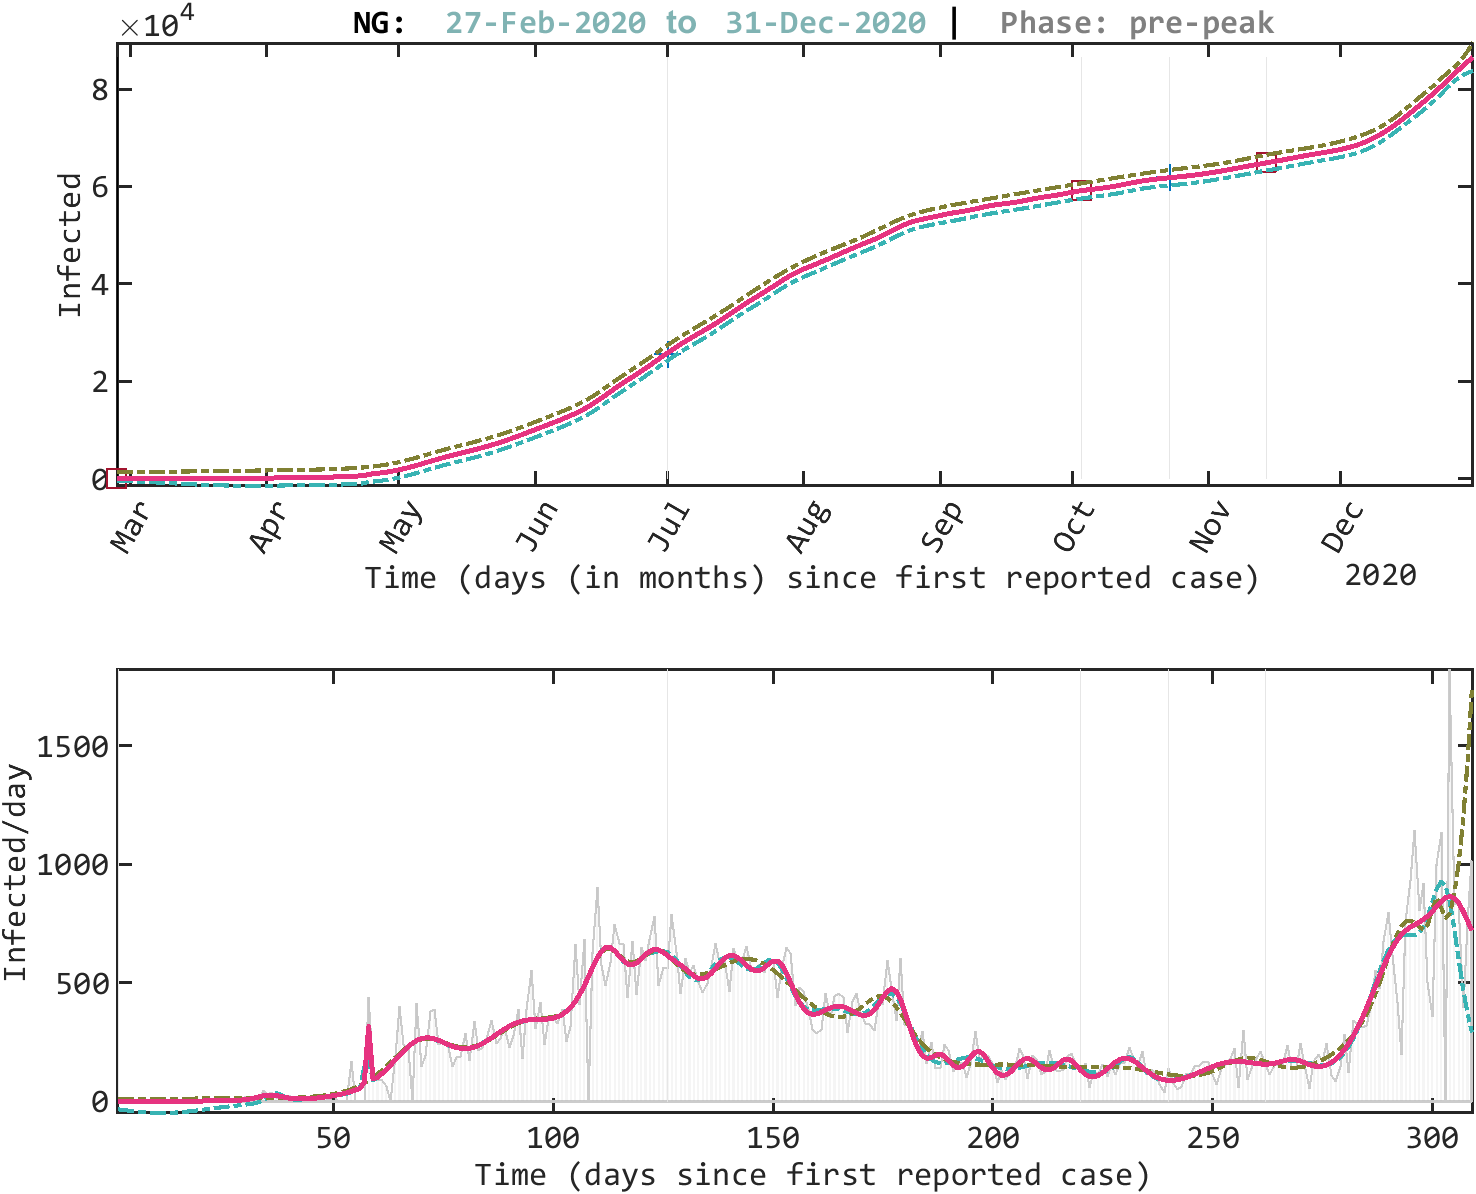 ×10⁴ NG: 27-Feb-2020 to 31-Dec-2020 | Phase: pre-peak
8
6
4
2
0
Infected
Mar Apr May Jun Jul Aug Sep Oct Nov Dec
Time (days (in months) since first reported case) 2020
1500
1000
500
0
Infected/day
50 100 150 200 250 300
Time (days since first reported case)